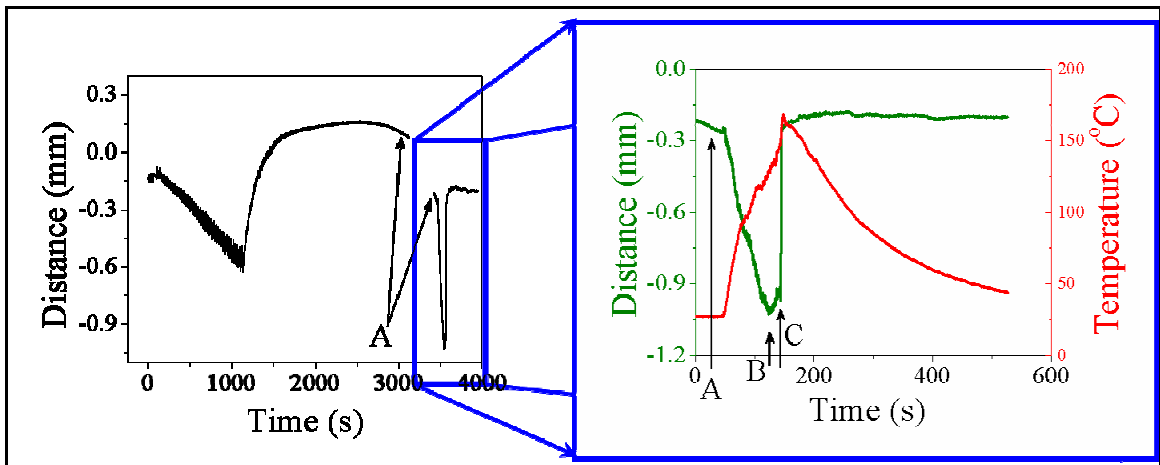 0.3
0.0
-0.3
-0.6
-0.9
Distance (mm)
A
0 1000 2000 3000 4000
Time (s)
0.0
-0.3
-0.6
-0.9
-1.2
Distance (mm)
200
150
100
50
0
Temperature (°C)
A
B
C
0 200 400 600
Time (s)